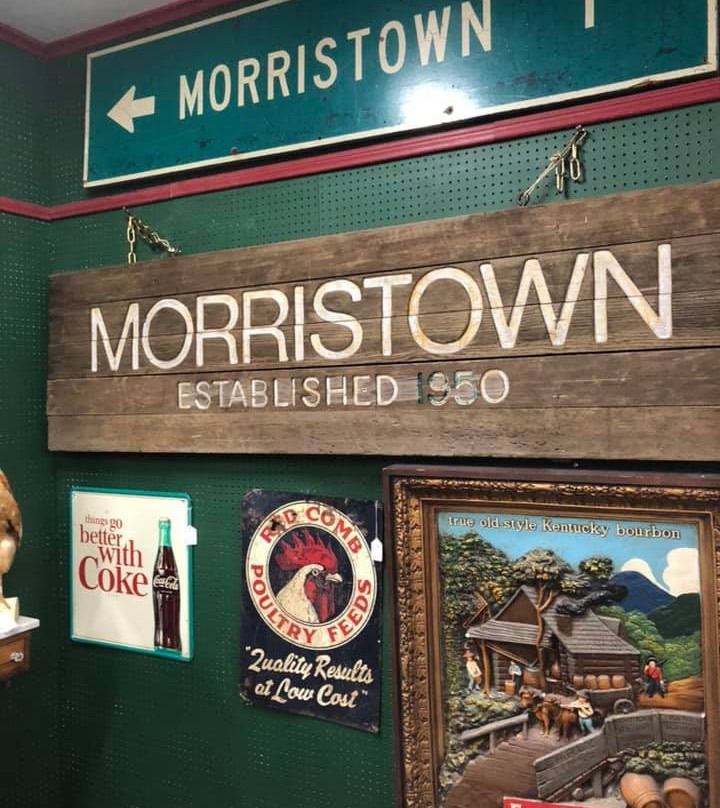 MORRISTOWN 1
MORRISTOWN
ESTABLISHED 1950
things go
better
with
Coke
Coca-Cola
RED COMB
POULTRY FEEDS
"Quality Results
at Low Cost"
true old-style Kentucky bourbon